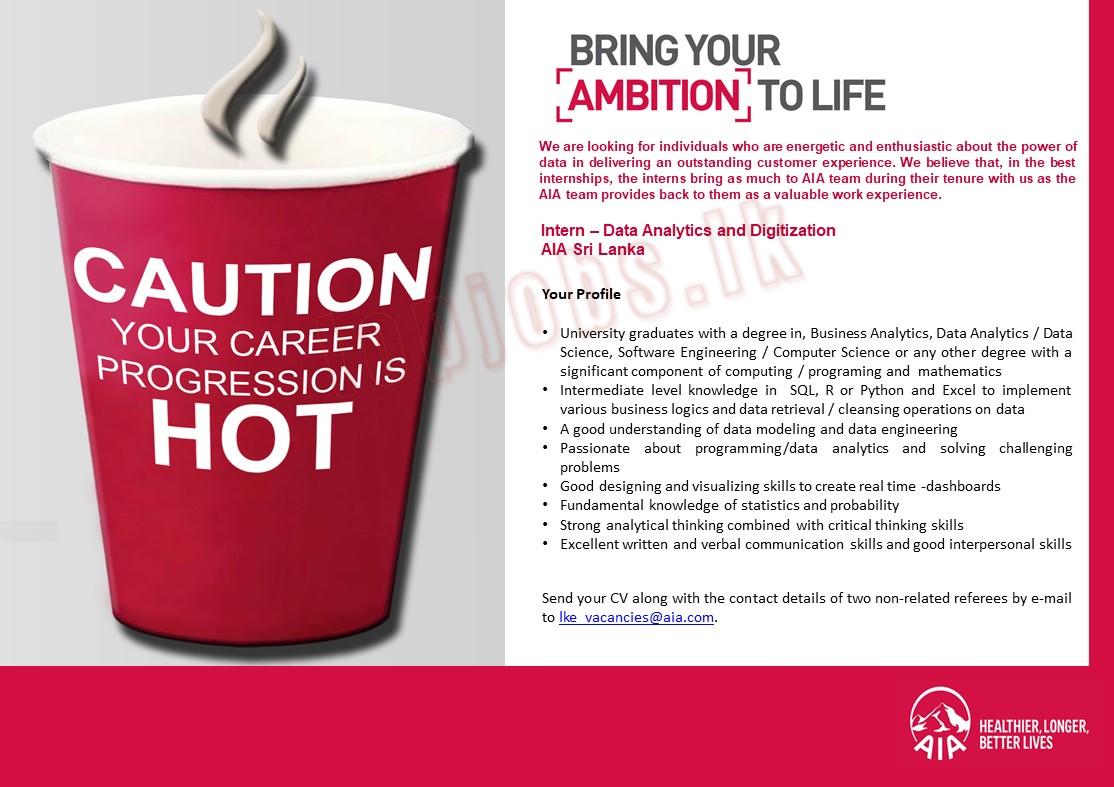 CAUTION
YOUR CAREER
PROGRESSION IS
HOT
BRING YOUR
[AMBITION] TO LIFE
We are looking for individuals who are energetic and enthusiastic about the power of
data in delivering an outstanding customer experience. We believe that, in the best
internships, the interns bring as much to AIA team during their tenure with us as the
AIA team provides back to them as a valuable work experience.
Intern – Data Analytics and Digitization
AIA Sri Lanka
Your Profile
• University graduates with a degree in, Business Analytics, Data Analytics / Data
Science, Software Engineering / Computer Science or any other degree with a
significant component of computing / programing and mathematics
• Intermediate level knowledge in SQL, R or Python and Excel to implement
various business logics and data retrieval / cleansing operations on data
• A good understanding of data modeling and data engineering
• Passionate about programming/data analytics and solving challenging
problems
• Good designing and visualizing skills to create real time -dashboards
• Fundamental knowledge of statistics and probability
• Strong analytical thinking combined with critical thinking skills
• Excellent written and verbal communication skills and good interpersonal skills
Send your CV along with the contact details of two non-related referees by e-mail
to lke_vacancies@aia.com.
AIA
HEALTHIER, LONGER,
BETTER LIVES